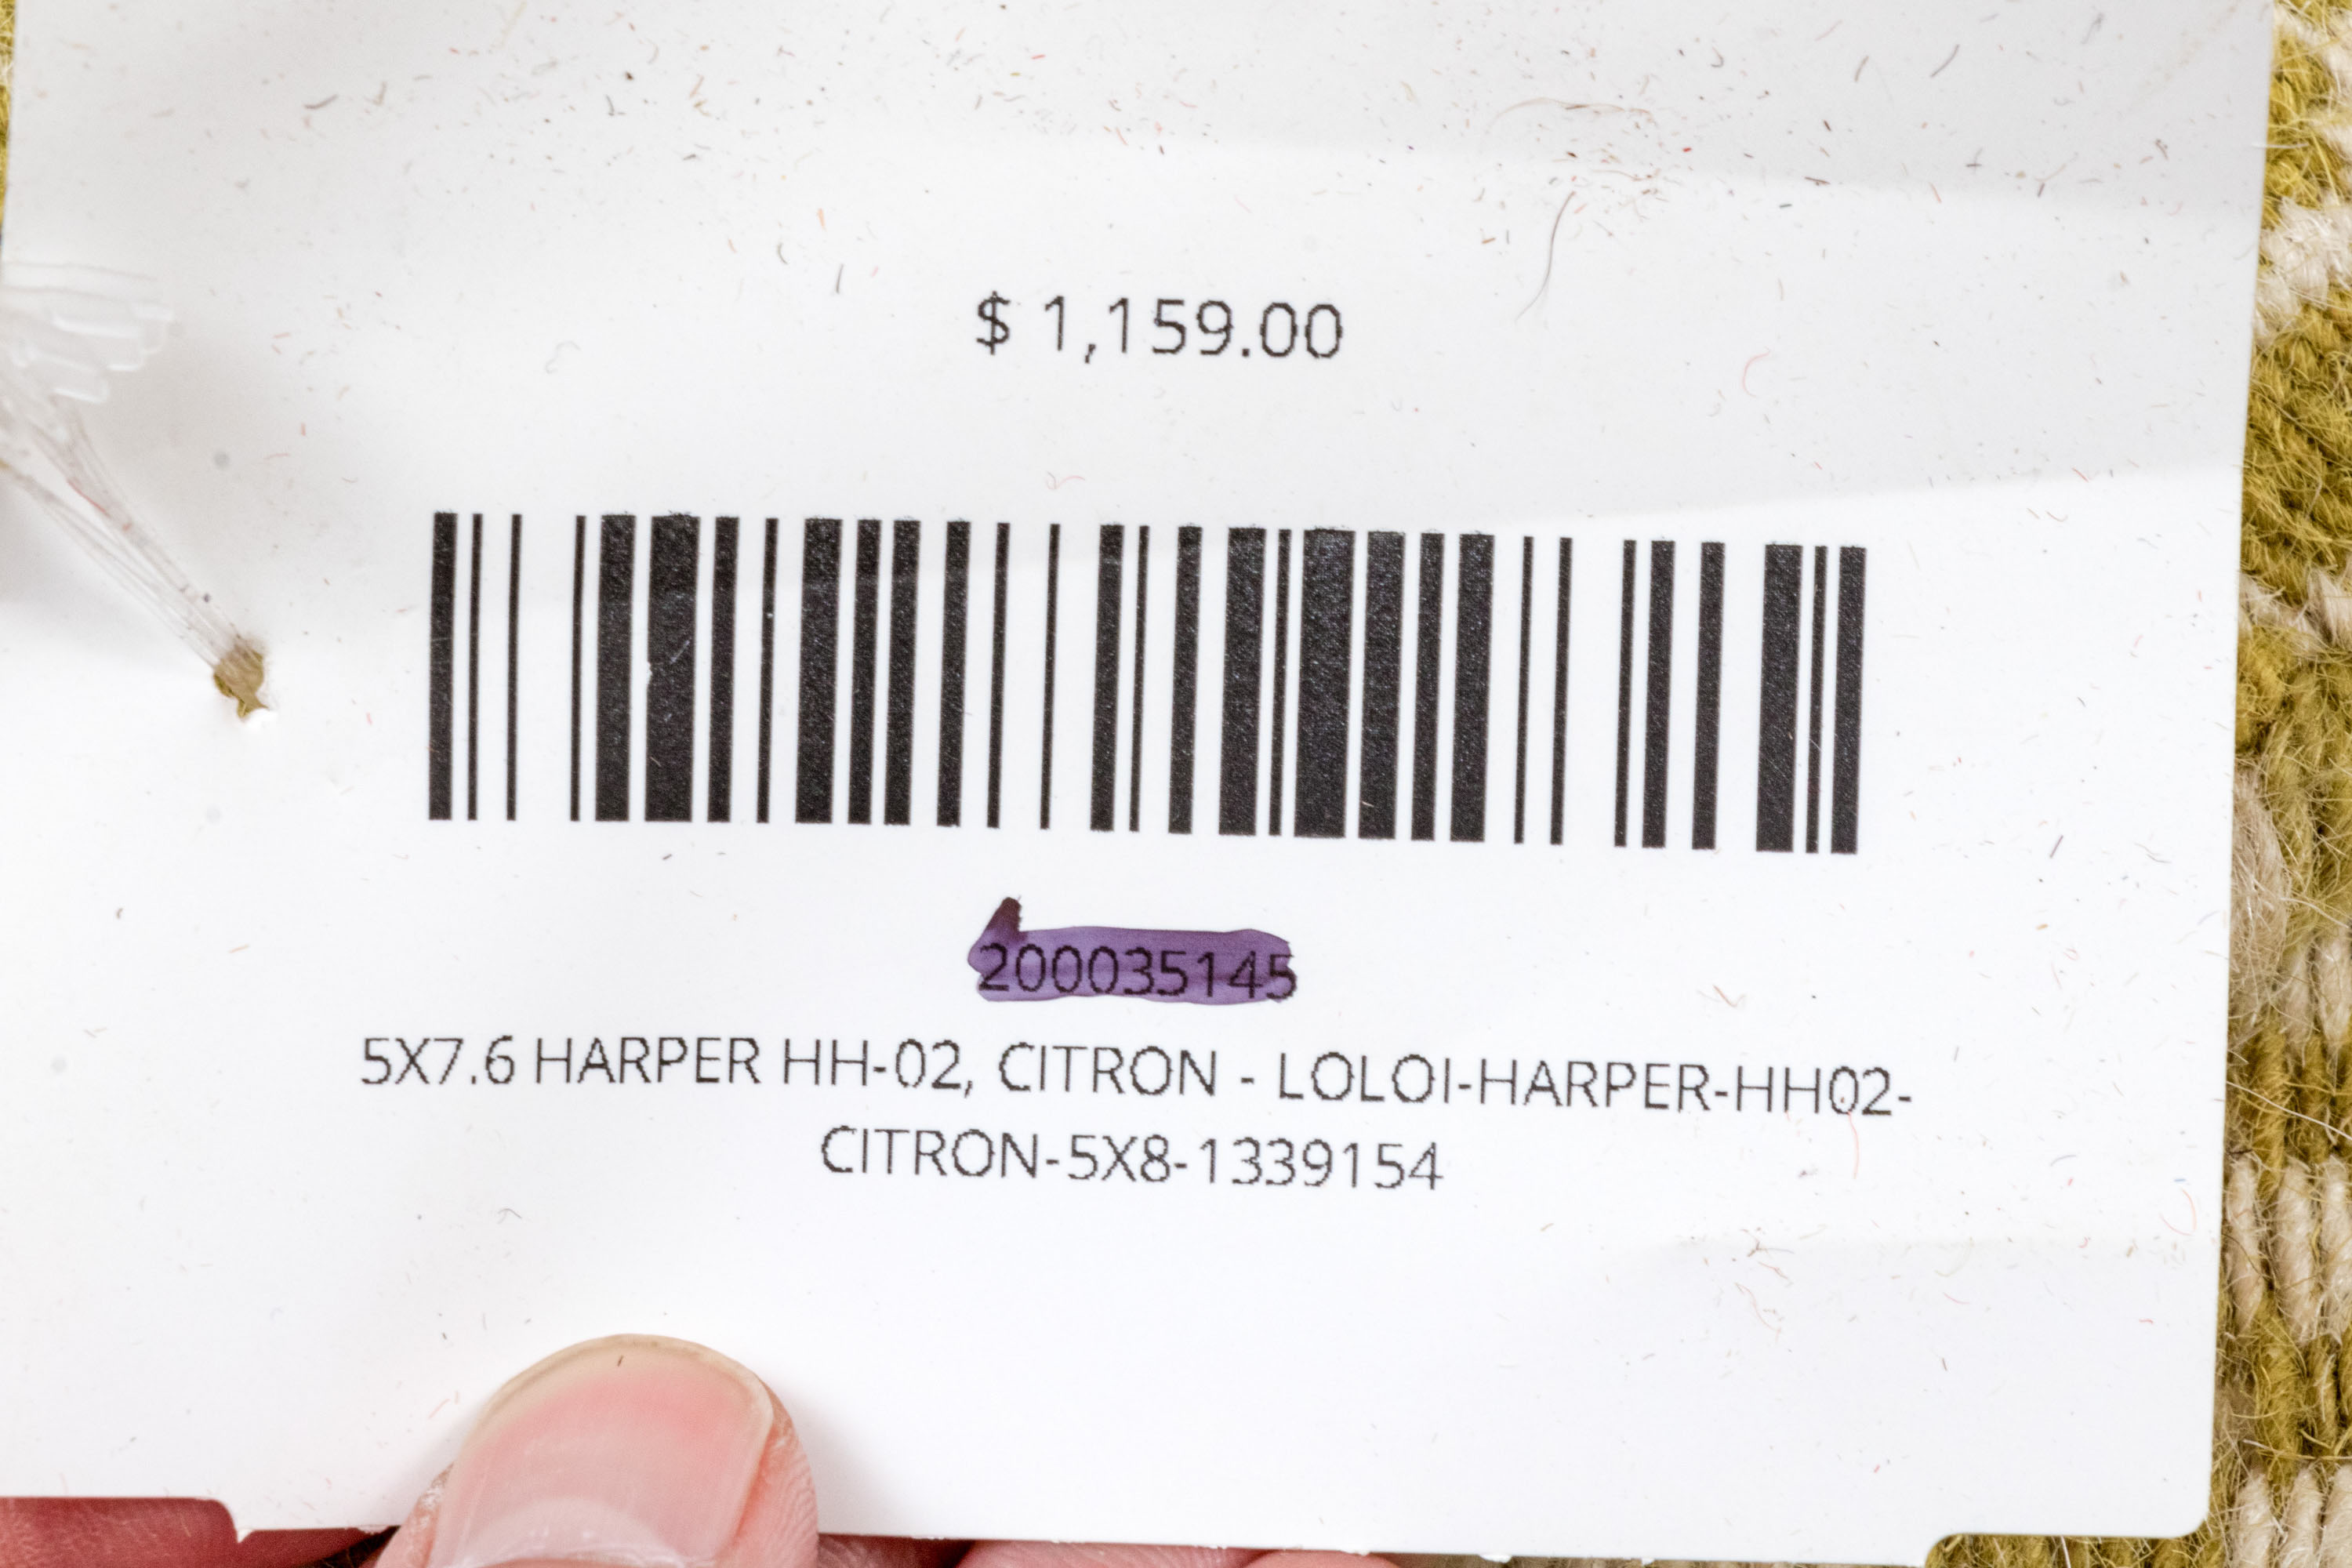 $ 1,159.00
200035145
5X7.6 HARPER HH-02, CITRON - LOLOI-HARPER-HH02-
CITRON-5X8-1339154